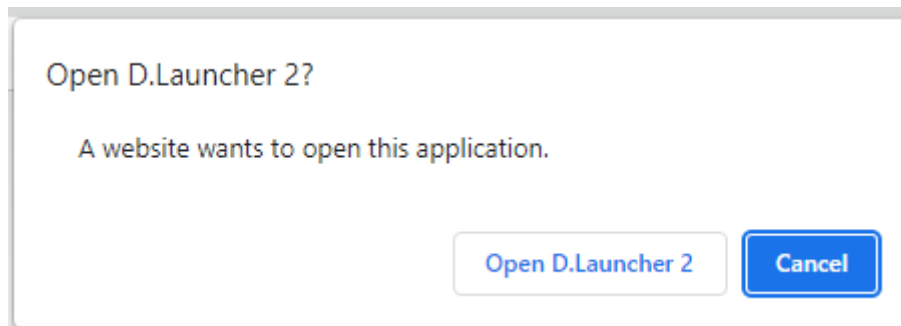 Open D.Launcher 2?
A website wants to open this application.
Open D.Launcher 2 Cancel